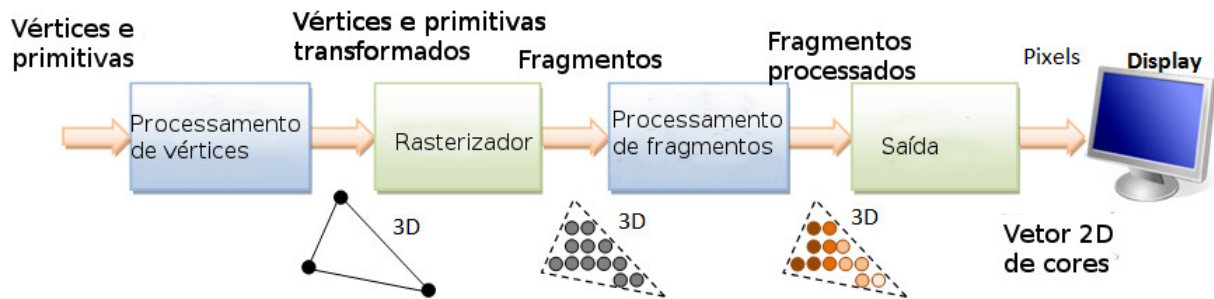 Vértices e
primitivas
Vértices e primitivas
transformados
Fragmentos
Fragmentos
processados
Pixels
Display
Processamento
de vértices
Rasterizador
Processamento
de fragmentos
Saída
3D
3D
3D
Vetor 2D
de cores